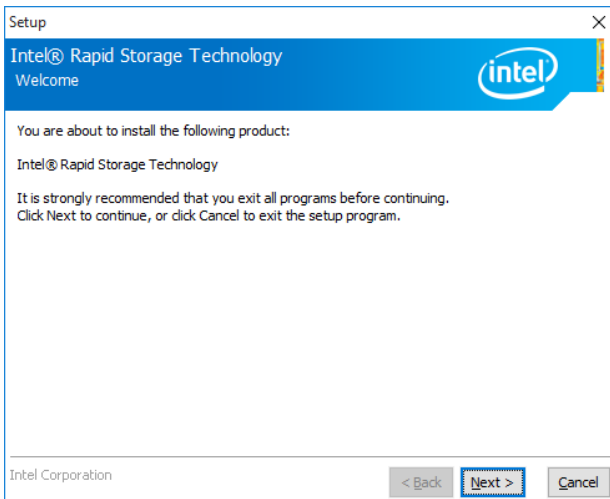 Setup
Intel® Rapid Storage Technology
Welcome
intel
You are about to install the following product:
Intel® Rapid Storage Technology
It is strongly recommended that you exit all programs before continuing.
Click Next to continue, or click Cancel to exit the setup program.
Intel Corporation
< Back Next > Cancel